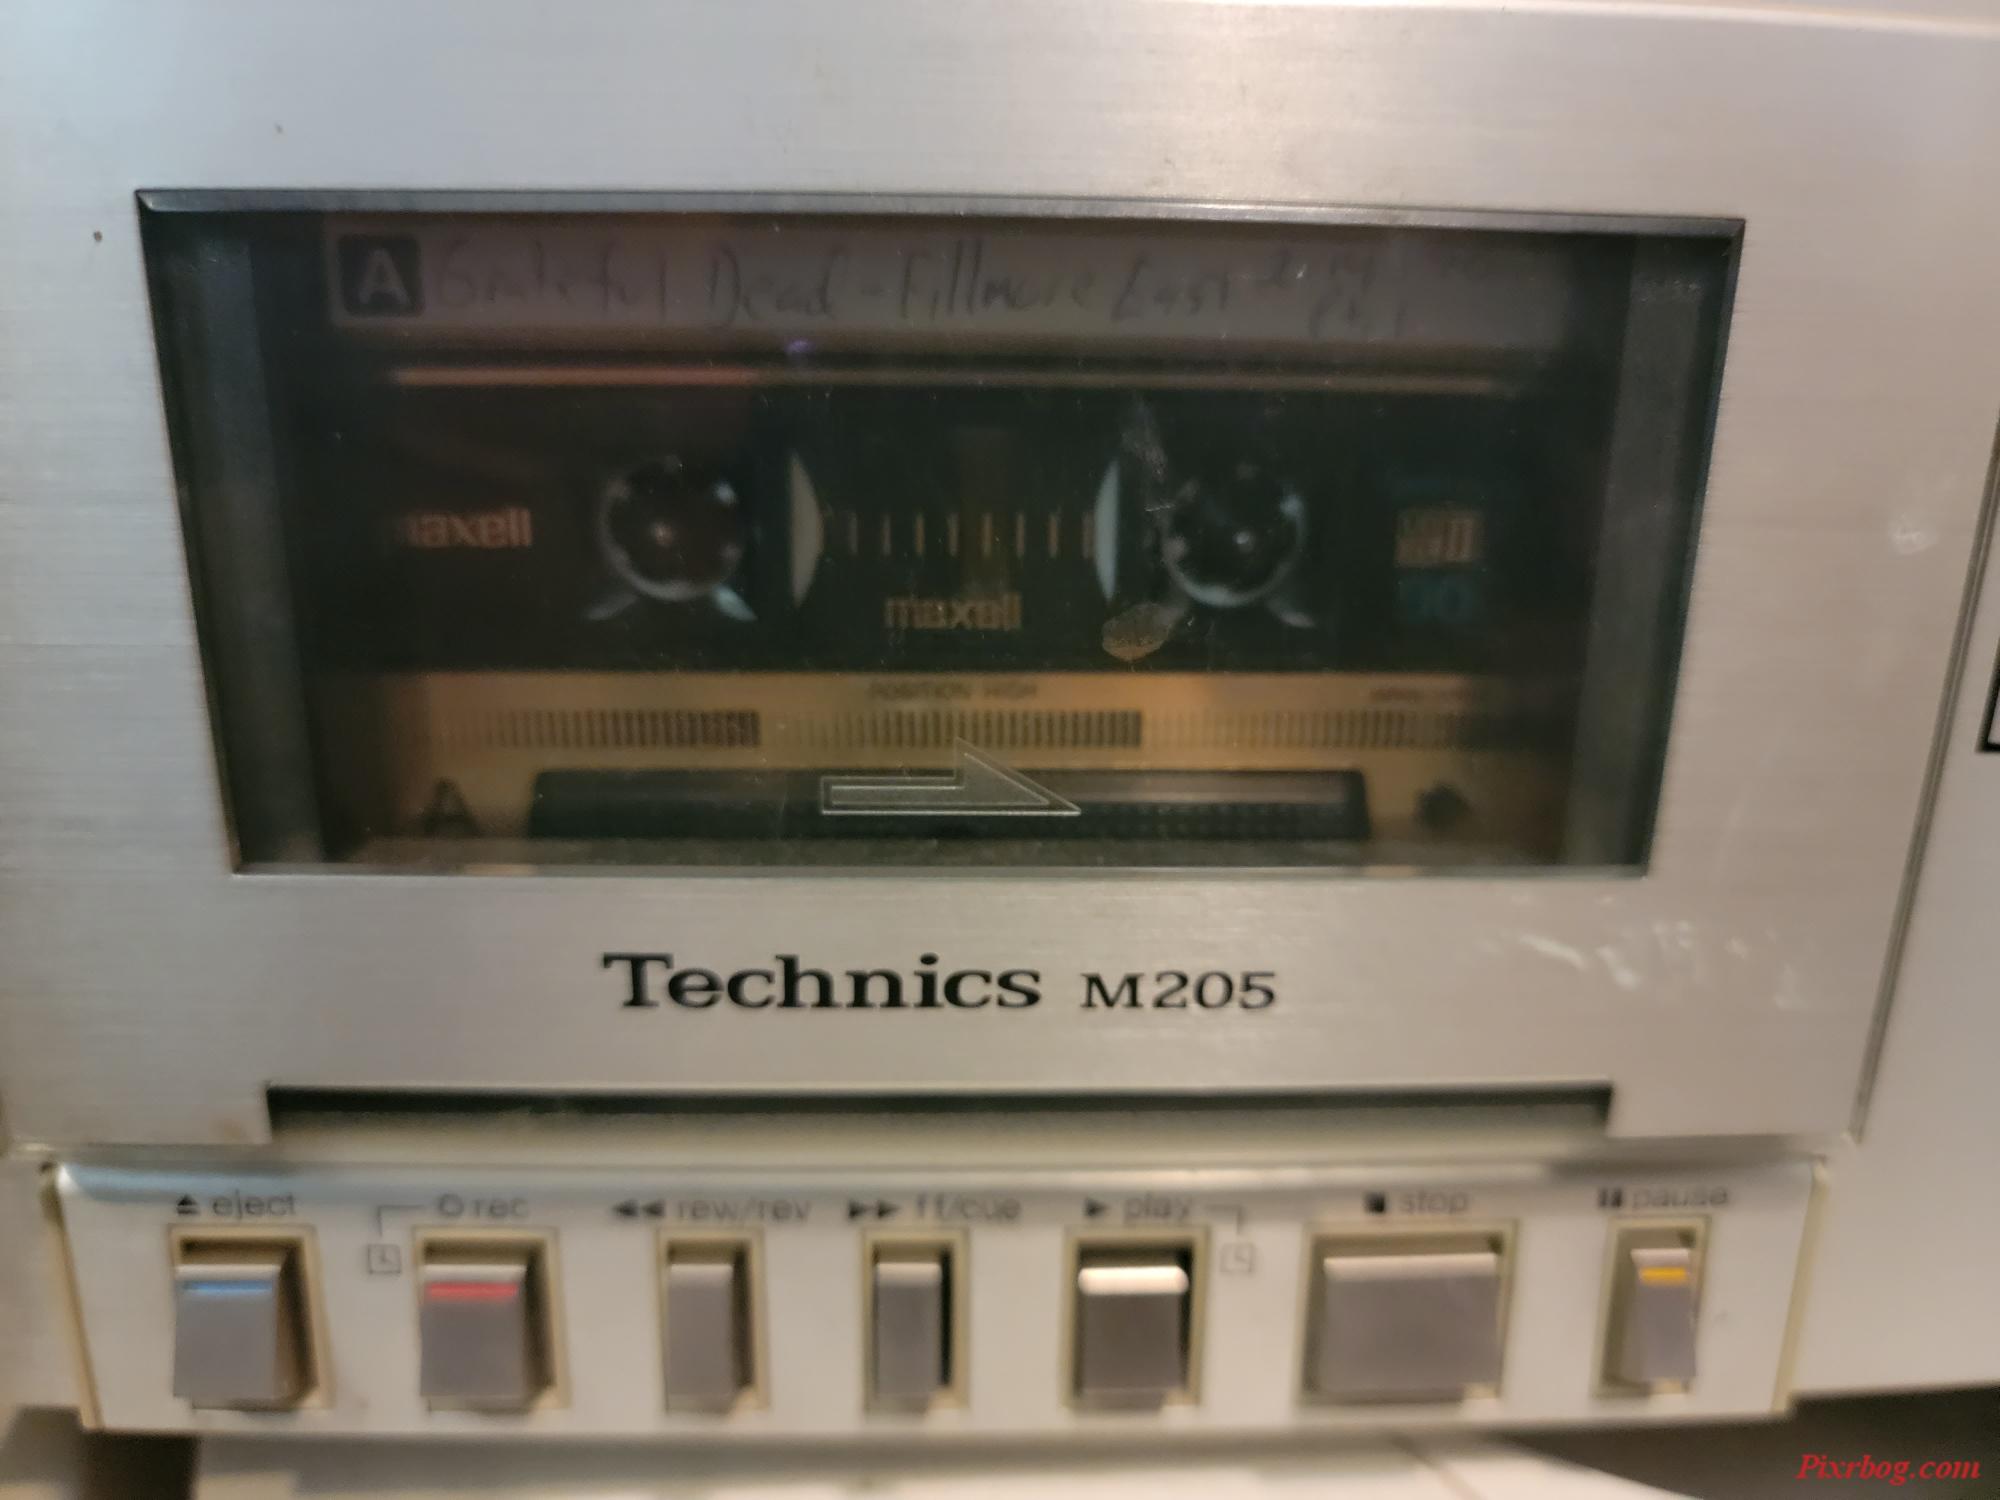 A Grateful Dead - Fillmore East
maxell
maxell
90
POSITION HIGH
A
Technics M205
eject
rec
rew/rev
ff/cue
play
stop
pause
Pixrbog.com